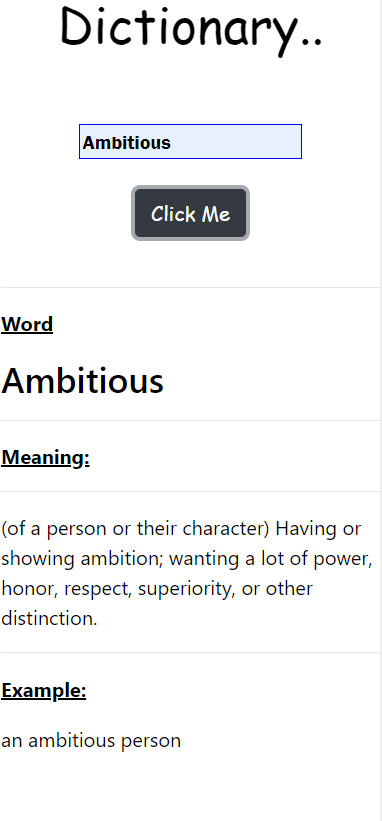 Dictionary..
Ambitious
Click Me
Word
Ambitious
Meaning:
(of a person or their character) Having or
showing ambition; wanting a lot of power,
honor, respect, superiority, or other
distinction.
Example:
an ambitious person